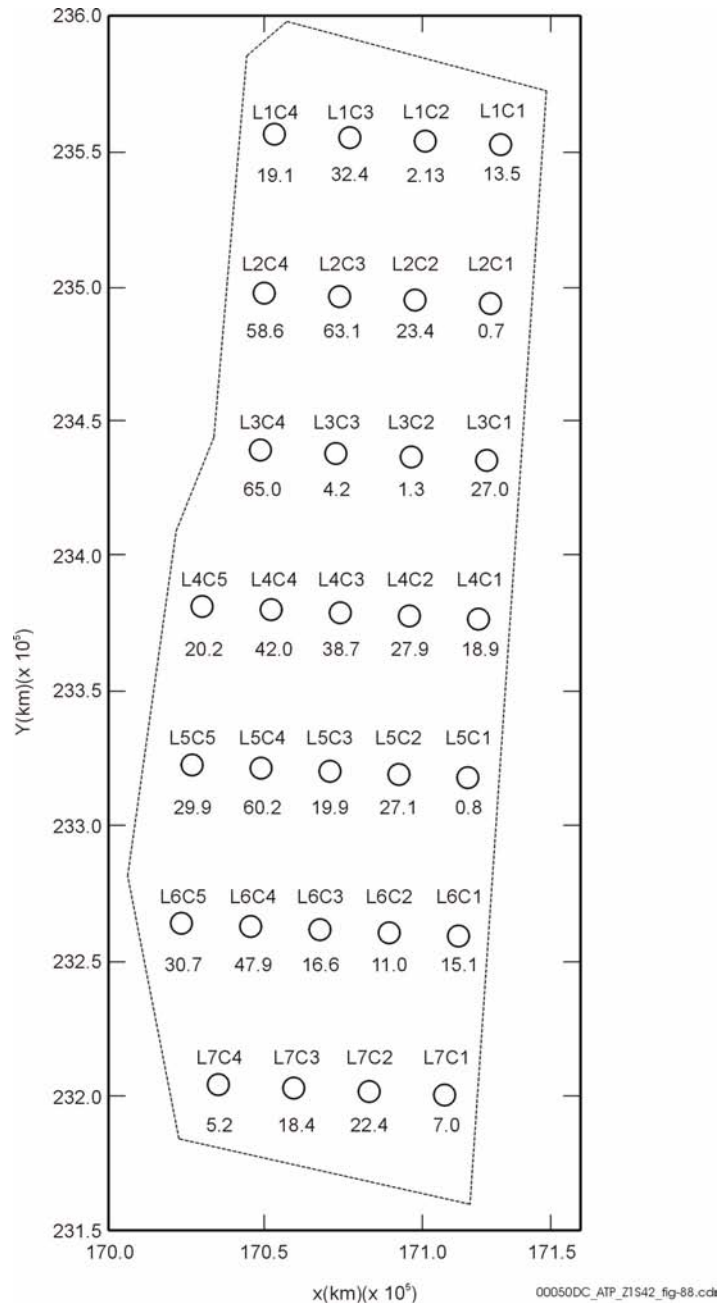 236.0
L1C4 L1C3 L1C2 L1C1
235.5
19.1 32.4 2.13 13.5
L2C4 L2C3 L2C2 L2C1
235.0
58.6 63.1 23.4 0.7
L3C4 L3C3 L3C2 L3C1
234.5
65.0 4.2 1.3 27.0
L4C5 L4C4 L4C3 L4C2 L4C1
234.0
20.2 42.0 38.7 27.9 18.9
Y(km)(x 10⁵)
233.5
L5C5 L5C4 L5C3 L5C2 L5C1
29.9 60.2 19.9 27.1 0.8
233.0
L6C5 L6C4 L6C3 L6C2 L6C1
232.5
30.7 47.9 16.6 11.0 15.1
L7C4 L7C3 L7C2 L7C1
232.0
5.2 18.4 22.4 7.0
231.5
170.0 170.5 171.0 171.5
x(km)(x 10⁵)
00050DC_ATP_Z1S42_fig-88.cdr